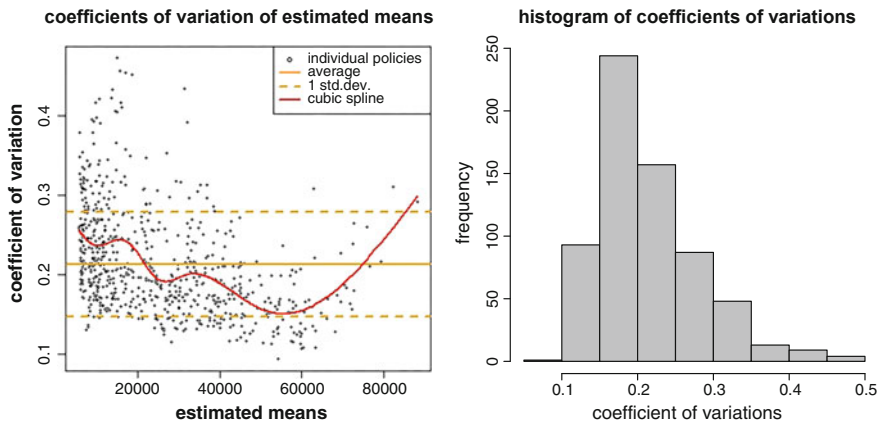 coefficients of variation of estimated means
individual policies
average
1 std.dev.
cubic spline
coefficient of variation
0.4
0.3
0.2
0.1
20000 40000 60000 80000
estimated means
histogram of coefficients of variations
frequency
250
200
150
100
50
0
0.1 0.2 0.3 0.4 0.5
coefficient of variations